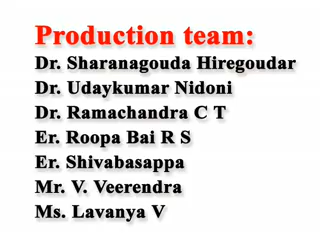 Production team:
Dr. Sharanagouda Hiregoudar
Dr. Udaykumar Nidoni
Dr. Ramachandra C T
Er. Roopa Bai R S
Er. Shivabasappa
Mr. V. Veerendra
Ms. Lavanya V